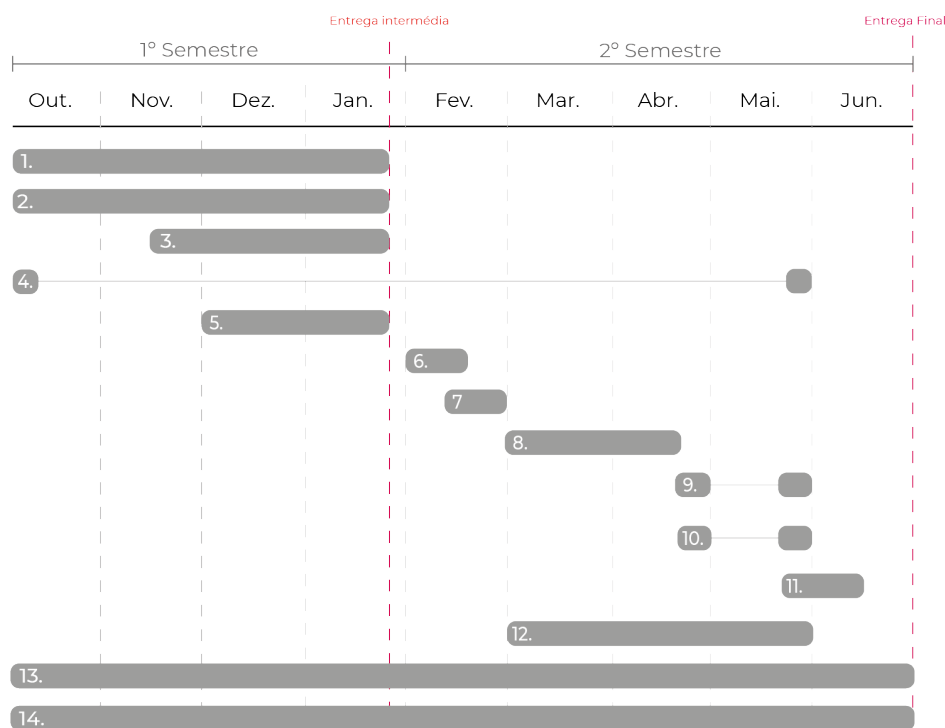 Entrega intermédia
Entrega Final
1º Semestre
2º Semestre
Out. Nov. Dez. Jan. Fev. Mar. Abr. Mai. Jun.
1.
2.
3.
4.
5.
6.
7
8.
9.
10.
11.
12.
13.
14.